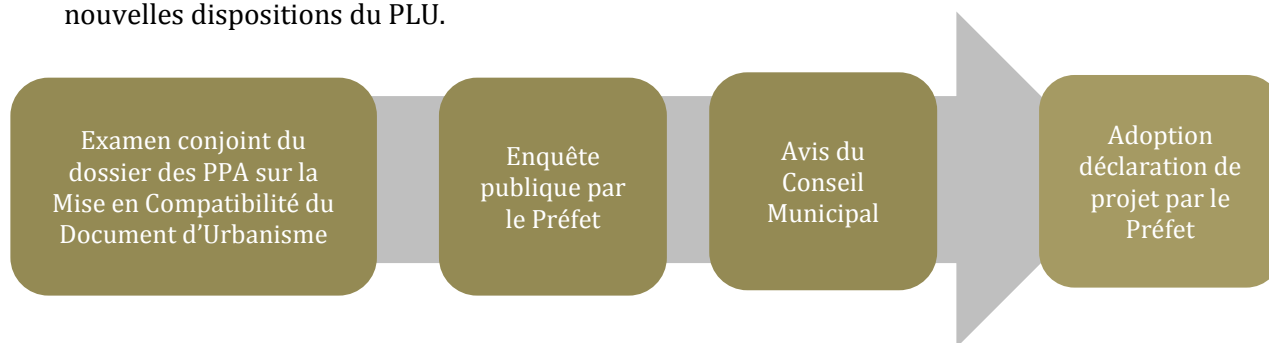 nouvelles dispositions du PLU.
Examen conjoint du
dossier des PPA sur la
Mise en Compatibilité du
Document d’Urbanisme
Enquête
publique par
le Préfet
Avis du
Conseil
Municipal
Adoption
déclaration de
projet par le
Préfet